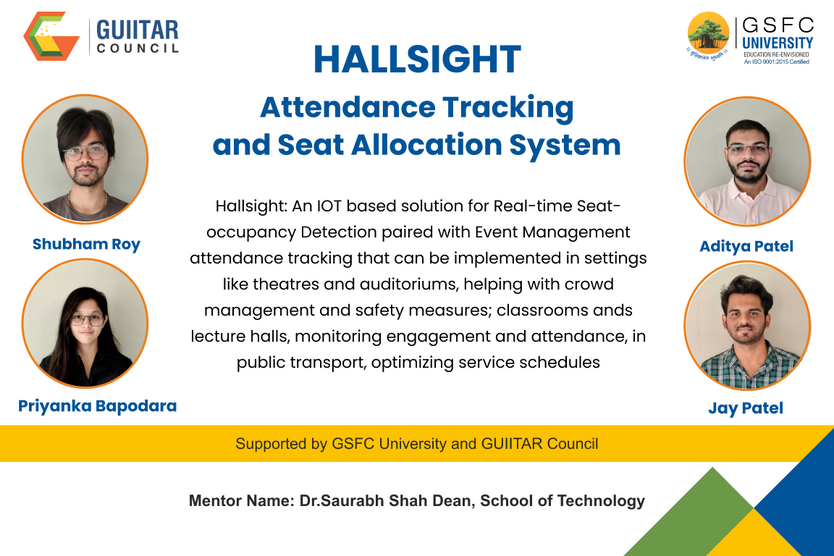 GUIITAR
COUNCIL
GSFC
UNIVERSITY
EDUCATION RE-ENVISIONED
An ISO 9001:2015 Certified
HALLSIGHT
Attendance Tracking
and Seat Allocation System
Hallsight: An IOT based solution for Real-time Seat-
occupancy Detection paired with Event Management
attendance tracking that can be implemented in settings
like theatres and auditoriums, helping with crowd
management and safety measures; classrooms ands
lecture halls, monitoring engagement and attendance, in
public transport, optimizing service schedules
Shubham Roy
Aditya Patel
Priyanka Bapodara
Jay Patel
Supported by GSFC University and GUIITAR Council
Mentor Name: Dr.Saurabh Shah Dean, School of Technology